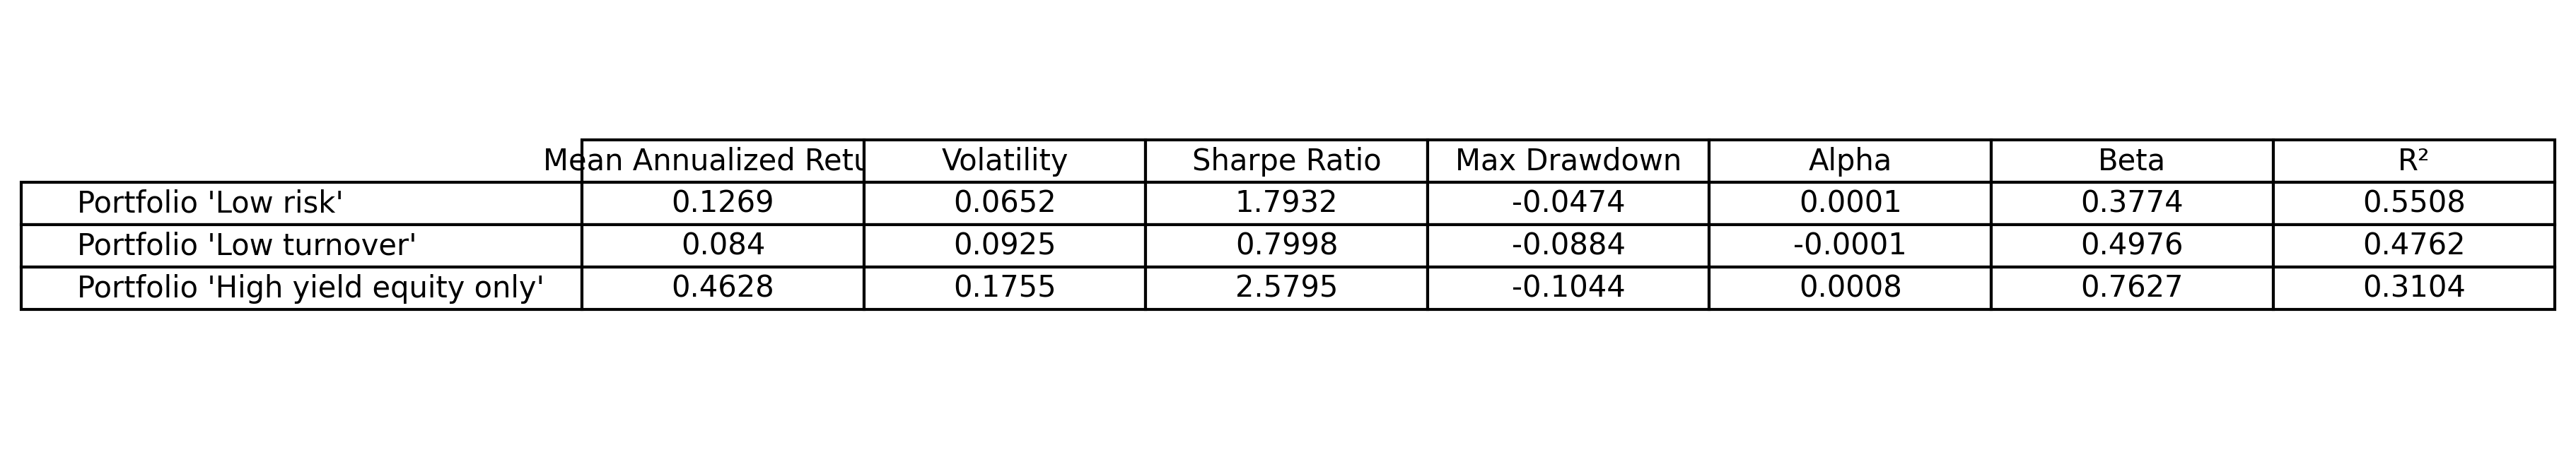 Mean Annualized Retu Volatility Sharpe Ratio Max Drawdown Alpha Beta R²
Portfolio 'Low risk' 0.1269 0.0652 1.7932 -0.0474 0.0001 0.3774 0.5508
Portfolio 'Low turnover' 0.084 0.0925 0.7998 -0.0884 -0.0001 0.4976 0.4762
Portfolio 'High yield equity only' 0.4628 0.1755 2.5795 -0.1044 0.0008 0.7627 0.3104